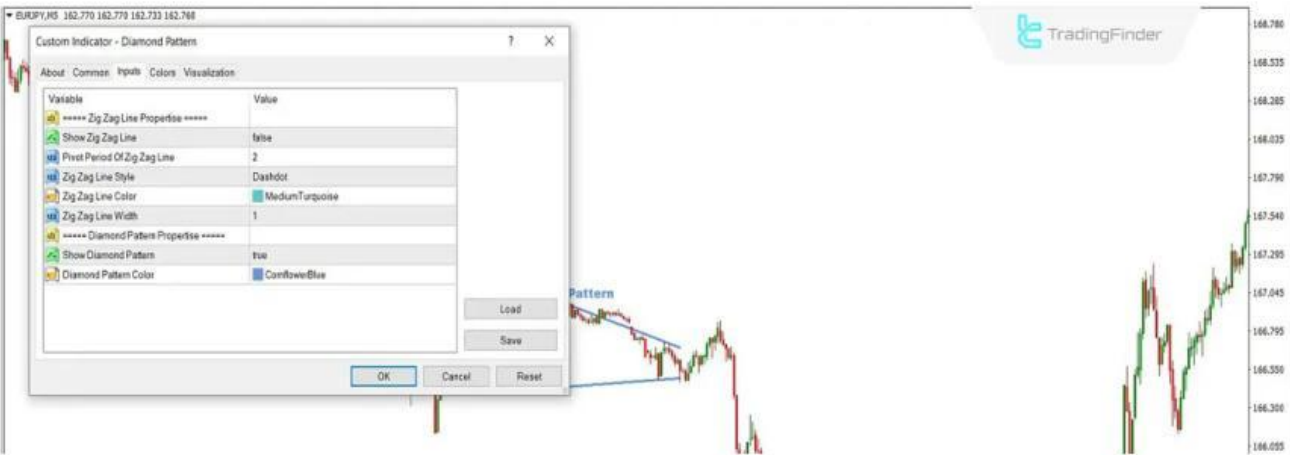 EURJPY,M5 162.770 162.770 162.733 162.768
TradingFinder
Custom Indicator - Diamond Pattern ? X
About Common Inputs Colors Visualization
Variable Value
===== Zig Zag Line Propertise =====
Show Zig Zag Line false
Pivot Period Of Zig Zag Line 2
Zig Zag Line Style Dashdot
Zig Zag Line Color MediumTurquoise
Zig Zag Line Width 1
===== Diamond Pattern Propertise =====
Show Diamond Pattern true
Diamond Pattern Color CornflowerBlue
Load
Save
OK Cancel Reset
Pattern
168.780
168.535
168.285
168.035
167.790
167.540
167.295
167.045
166.795
166.550
166.300
166.055